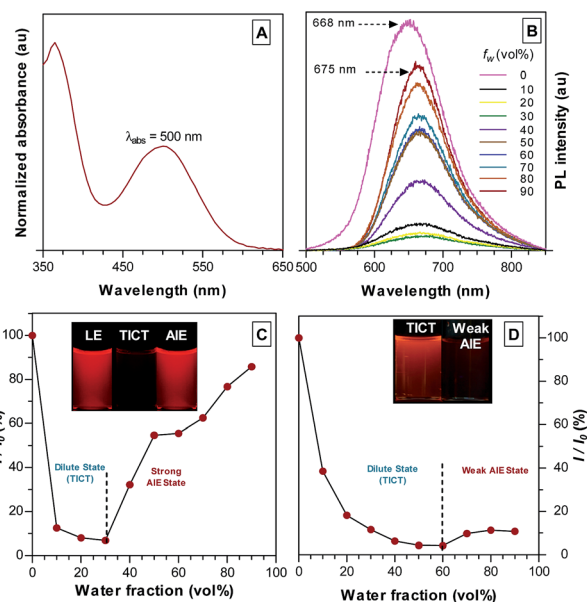 A
Normalized absorbance (au)
λabs = 500 nm
350 450 550 650
Wavelength (nm)
B
668 nm
675 nm
fw (vol%)
0
10
20
30
40
50
60
70
80
90
PL intensity (au)
500 600 700 800
Wavelength (nm)
C
LE TICT AIE
100
80
60
40
20
0
(%)
Dilute State
(TICT)
Strong
AIE State
0 20 40 60 80 100
Water fraction (vol%)
D
TICT Weak
AIE
100
80
60
40
20
0
I / I0 (%)
Dilute State
(TICT)
Weak AIE State
0 20 40 60 80 100
Water fraction (vol%)